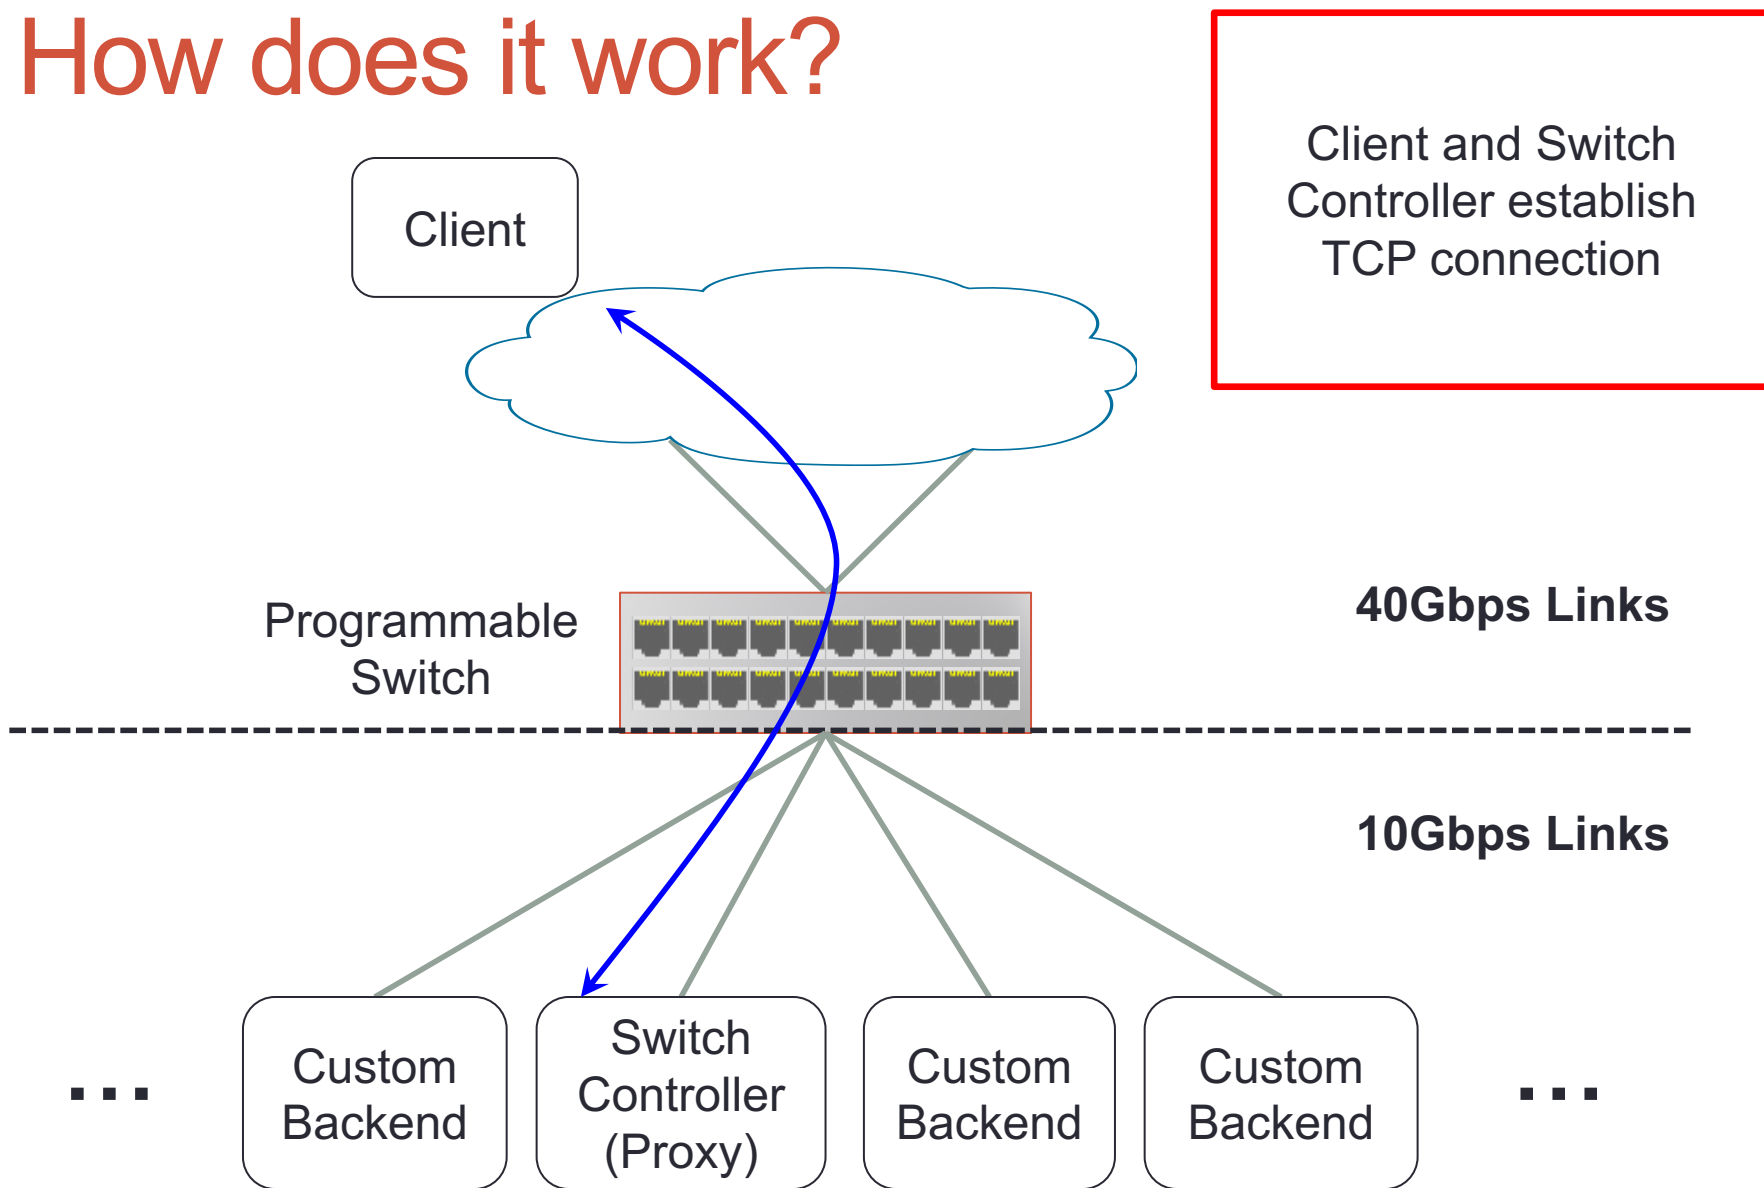 How does it work?
Client and Switch
Controller establish
TCP connection
Client
Programmable
Switch
40Gbps Links
10Gbps Links
...
Custom
Backend
Switch
Controller
(Proxy)
Custom
Backend
Custom
Backend
...